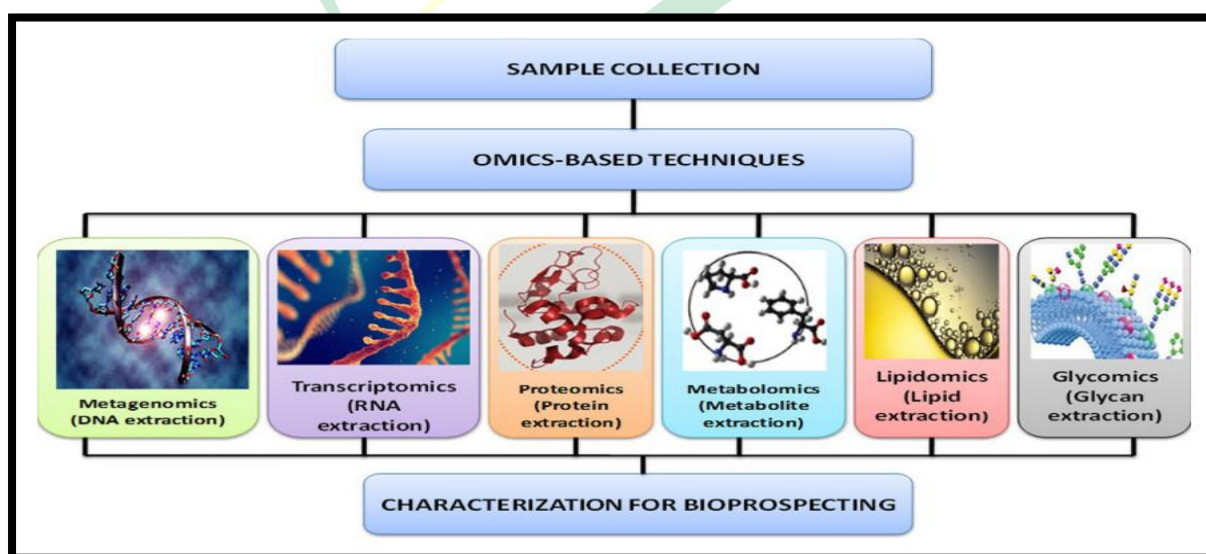 SAMPLE COLLECTION
OMICS-BASED TECHNIQUES
Metagenomics
(DNA extraction)
Transcriptomics
(RNA
extraction)
Proteomics
(Protein
extraction)
Metabolomics
(Metabolite
extraction)
Lipidomics
(Lipid
extraction)
Glycomics
(Glycan
extraction)
CHARACTERIZATION FOR BIOPROSPECTING